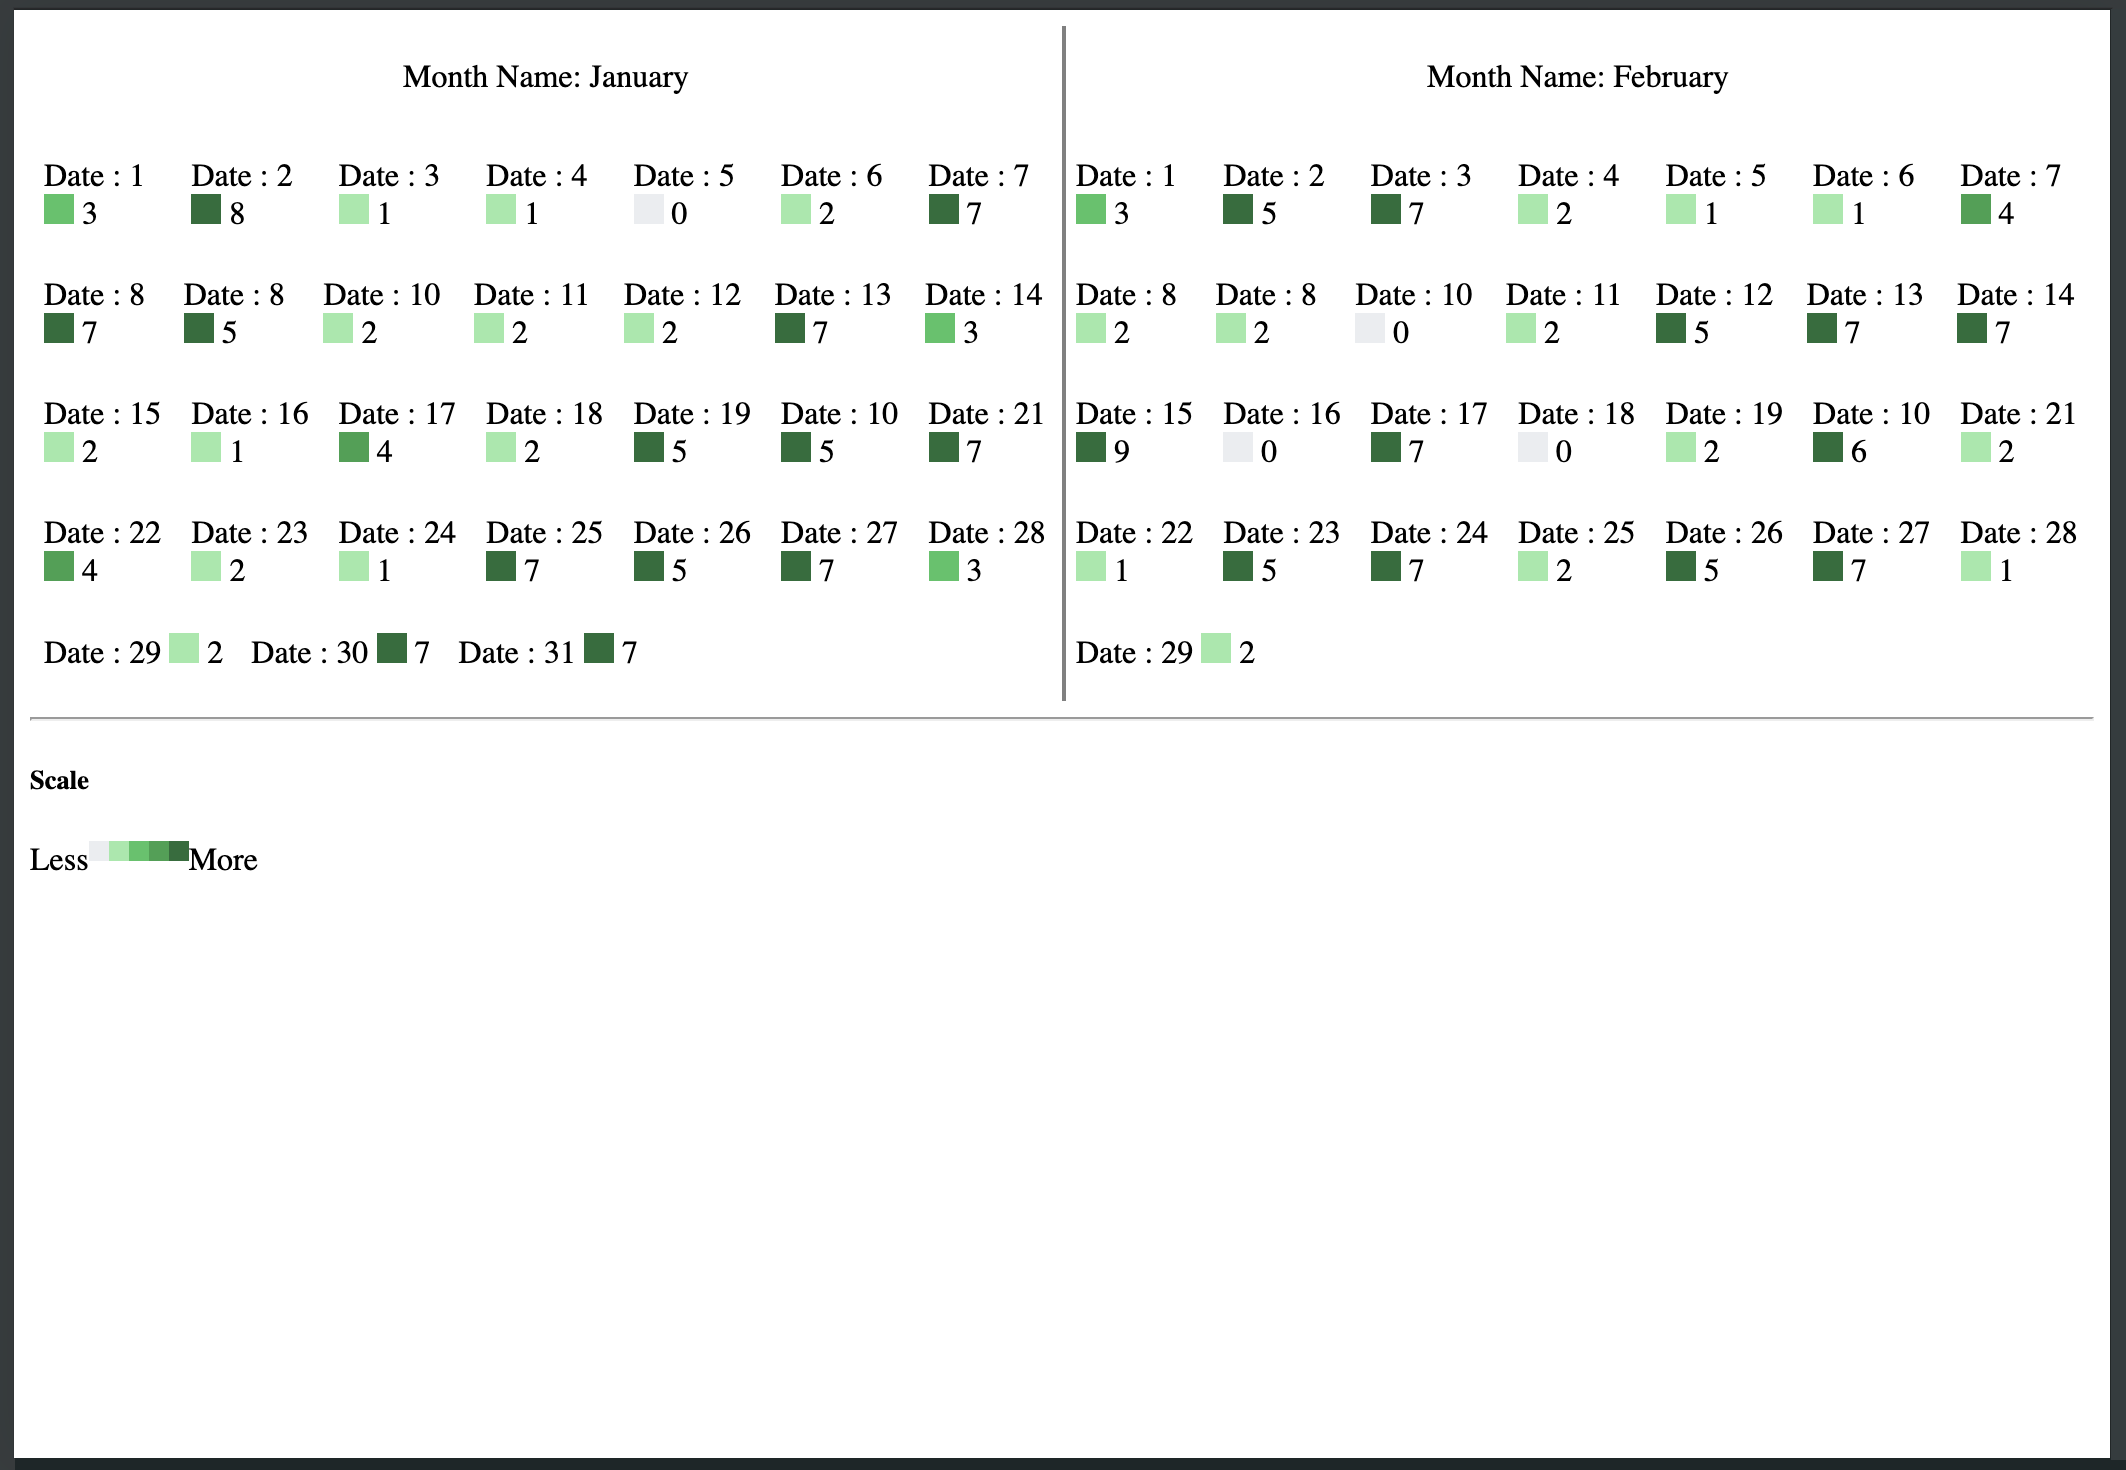 Month Name: January
Date : 1 Date : 2 Date : 3 Date : 4 Date : 5 Date : 6 Date : 7
3 8 1 1 0 2 7
Date : 8 Date : 8 Date : 10 Date : 11 Date : 12 Date : 13 Date : 14
7 5 2 2 2 7 3
Date : 15 Date : 16 Date : 17 Date : 18 Date : 19 Date : 10 Date : 21
2 1 4 2 5 5 7
Date : 22 Date : 23 Date : 24 Date : 25 Date : 26 Date : 27 Date : 28
4 2 1 7 5 7 3
Date : 29 2 Date : 30 7 Date : 31 7
Month Name: February
Date : 1 Date : 2 Date : 3 Date : 4 Date : 5 Date : 6 Date : 7
3 5 7 2 1 1 4
Date : 8 Date : 8 Date : 10 Date : 11 Date : 12 Date : 13 Date : 14
2 2 0 2 5 7 7
Date : 15 Date : 16 Date : 17 Date : 18 Date : 19 Date : 10 Date : 21
9 0 7 0 2 6 2
Date : 22 Date : 23 Date : 24 Date : 25 Date : 26 Date : 27 Date : 28
1 5 7 2 5 7 1
Date : 29 2
Scale
Less More